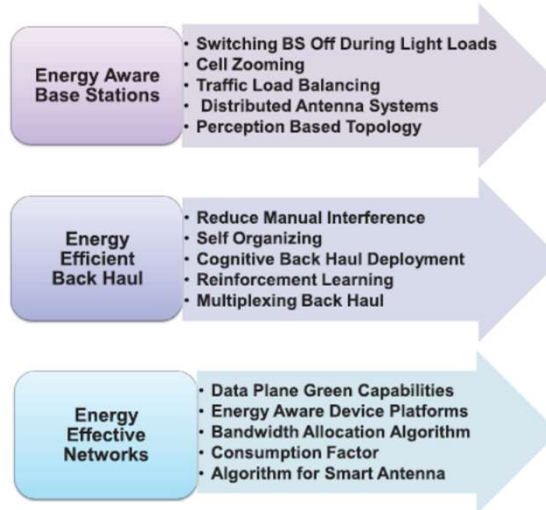 Energy Aware
Base Stations
• Switching BS Off During Light Loads
• Cell Zooming
• Traffic Load Balancing
• Distributed Antenna Systems
• Perception Based Topology
Energy
Efficient
Back Haul
• Reduce Manual Interference
• Self Organizing
• Cognitive Back Haul Deployment
• Reinforcement Learning
• Multiplexing Back Haul
Energy
Effective
Networks
• Data Plane Green Capabilities
• Energy Aware Device Platforms
• Bandwidth Allocation Algorithm
• Consumption Factor
• Algorithm for Smart Antenna